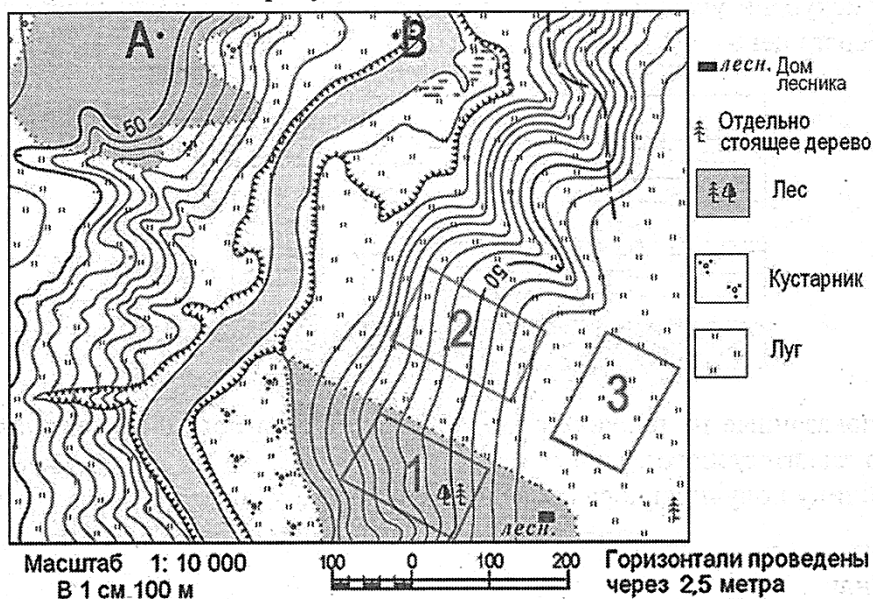 А
В
50
50
2
3
1
лесн.
лесн. Дом
лесника
Отдельно
стоящее дерево
Лес
Кустарник
Луг
Масштаб 1: 10 000
В 1 см 100 м
100 0 100 200
Горизонтали проведены
через 2,5 метра